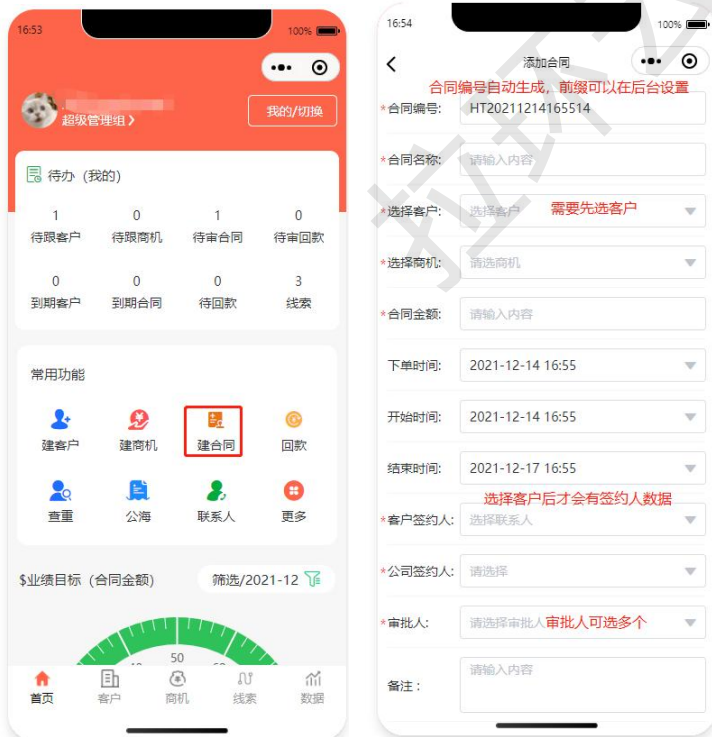 16:53
100%
我的/切换
超级管理组>
待办（我的）
1 0 1 0
待跟客户 待跟商机 待审合同 待审回款
0 0 0 3
到期客户 到期合同 待回款 线索
常用功能
建客户 建商机 建合同 回款
查重 公海 联系人 更多
$业绩目标（合同金额）
筛选/2021-12
50
首页 客户 商机 线索 数据
16:54
100%
添加合同
合同编号自动生成，前缀可以在后台设置
*合同编号: HT20211214165514
*合同名称: 请输入内容
*选择客户: 选择客户 需要先选客户
*选择商机: 请选商机
*合同金额: 请输入内容
下单时间: 2021-12-14 16:55
开始时间: 2021-12-14 16:55
结束时间: 2021-12-17 16:55
选择客户后才会有签约人数据
*客户签约人: 选择联系人
*公司签约人: 请选择
*审批人: 请选择审批人 审批人可选多个
备注： 请输入内容